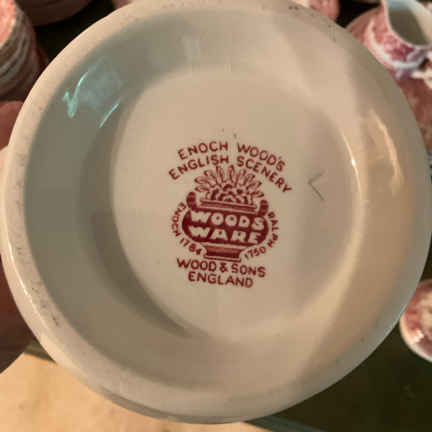 ENOCH WOOD'S
ENGLISH SCENERY
WOODS
WARE
ENOCH 1784
RALPH 1750
WOOD & SONS
ENGLAND